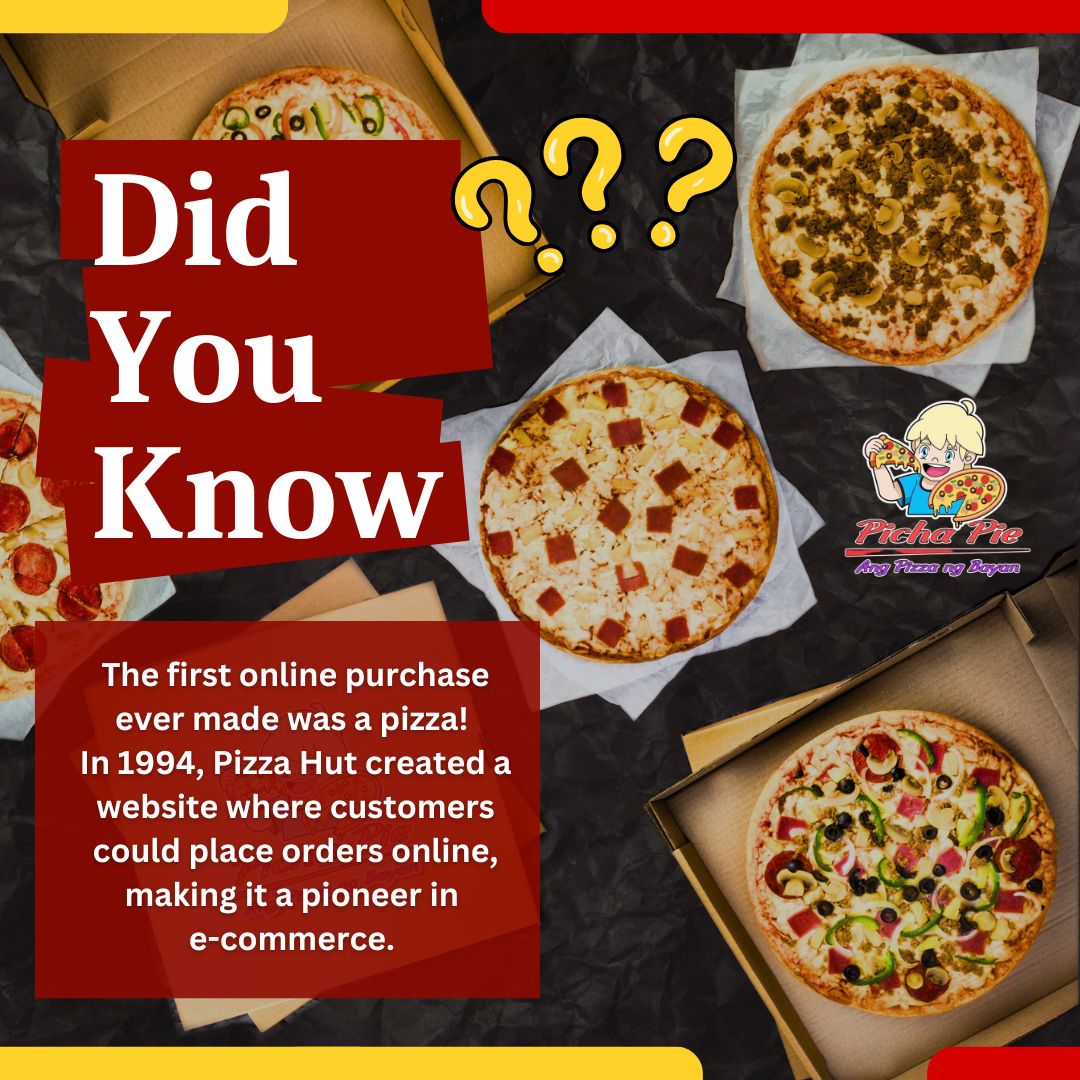 Did
You
Know
???
Picha Pie
Ang Pizza ng Bayan
The first online purchase
ever made was a pizza!
In 1994, Pizza Hut created a
website where customers
could place orders online,
making it a pioneer in
e-commerce.